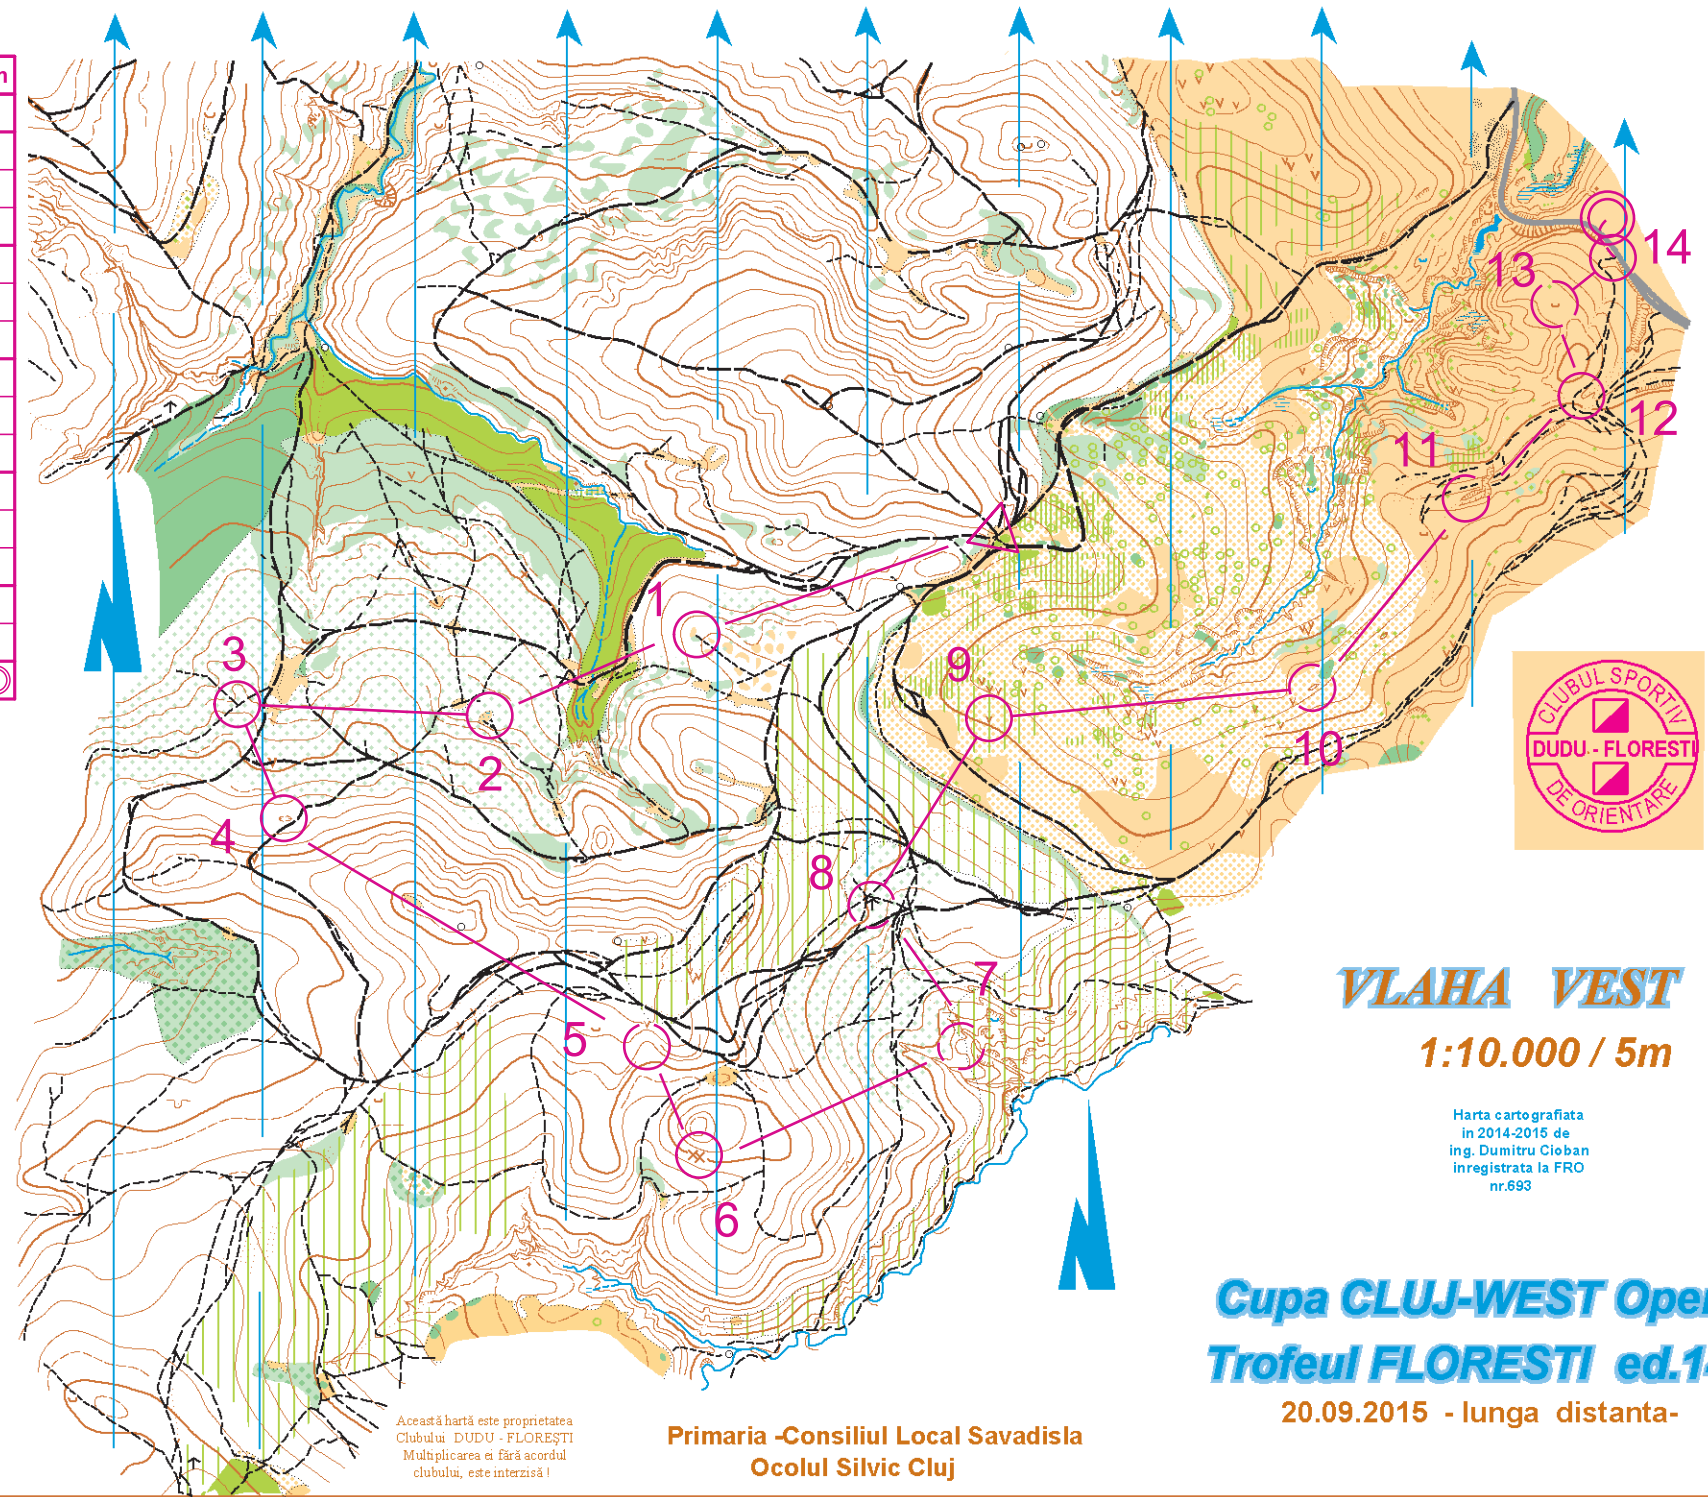 n
1
2
3
4
5
6
7
8
9
10
11
12
13
14
N
CLUBUL SPORTIV
DUDU - FLORESTI
DE ORIENTARE
VLAHA VEST
1:10.000 / 5m
Harta cartografiata
in 2014-2015 de
ing. Dumitru Cioban
inregistrata la FRO
nr.693
N
Cupa CLUJ-WEST Open
Trofeul FLORESTI ed.14
20.09.2015 - lunga distanta-
Această hartă este proprietatea
Clubului DUDU - FLOREŞTI
Multiplicarea ei fără acordul
clubului, este interzisă !
Primaria -Consiliul Local Savadisla
Ocolul Silvic Cluj